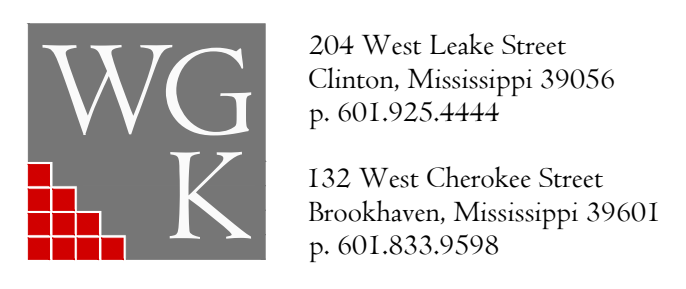 WG
K
204 West Leake Street
Clinton, Mississippi 39056
p. 601.925.4444
132 West Cherokee Street
Brookhaven, Mississippi 39601
p. 601.833.9598